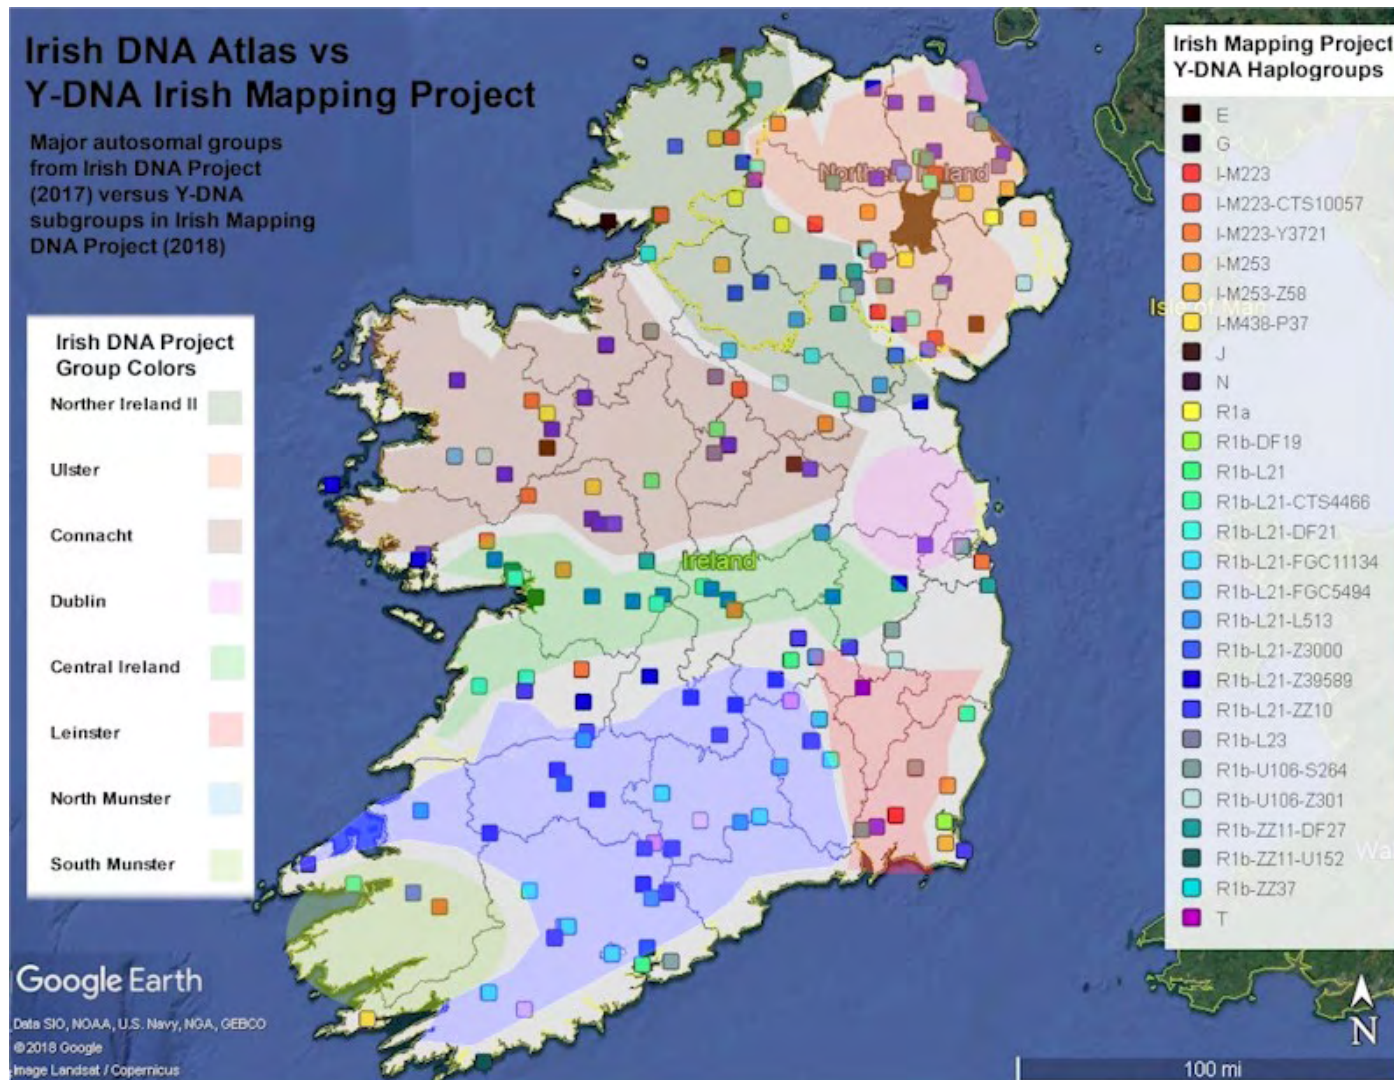 Irish DNA Atlas vs
Y-DNA Irish Mapping Project
Major autosomal groups
from Irish DNA Project
(2017) versus Y-DNA
subgroups in Irish Mapping
DNA Project (2018)
Irish DNA Project
Group Colors
Norther Ireland II
Ulster
Connacht
Dublin
Central Ireland
Leinster
North Munster
South Munster
Irish Mapping Project
Y-DNA Haplogroups
E
G
I-M223
I-M223-CTS10057
I-M223-Y3721
I-M253
I-M253-Z58
I-M438-P37
J
N
R1a
R1b-DF19
R1b-L21
R1b-L21-CTS4466
R1b-L21-DF21
R1b-L21-FGC11134
R1b-L21-FGC5494
R1b-L21-L513
R1b-L21-Z3000
R1b-L21-Z39589
R1b-L21-ZZ10
R1b-L23
R1b-U106-S264
R1b-U106-Z301
R1b-ZZ11-DF27
R1b-ZZ11-U152
R1b-ZZ37
T
Northern Ireland
Ireland
Isle of Man
Wa
Google Earth
Data SIO, NOAA, U.S. Navy, NGA, GEBCO
©2018 Google
Image Landsat / Copernicus
N
100 mi